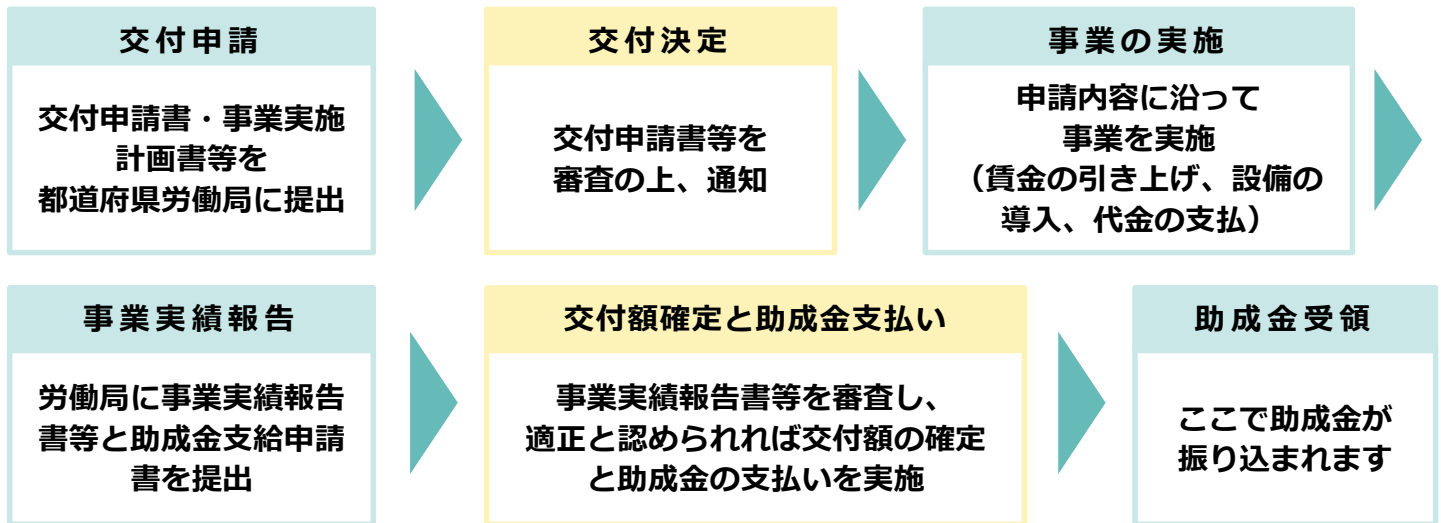 交付申請
交付申請書・事業実施
計画書等を
都道府県労働局に提出
交付決定
交付申請書等を
審査の上、通知
事業の実施
申請内容に沿って
事業を実施
（賃金の引き上げ、設備の
導入、代金の支払）
事業実績報告
労働局に事業実績報告
書等と助成金支給申請
書を提出
交付額確定と助成金支払い
事業実績報告書等を審査し、
適正と認められれば交付額の確定
と助成金の支払いを実施
助成金受領
ここで助成金が
振り込まれます